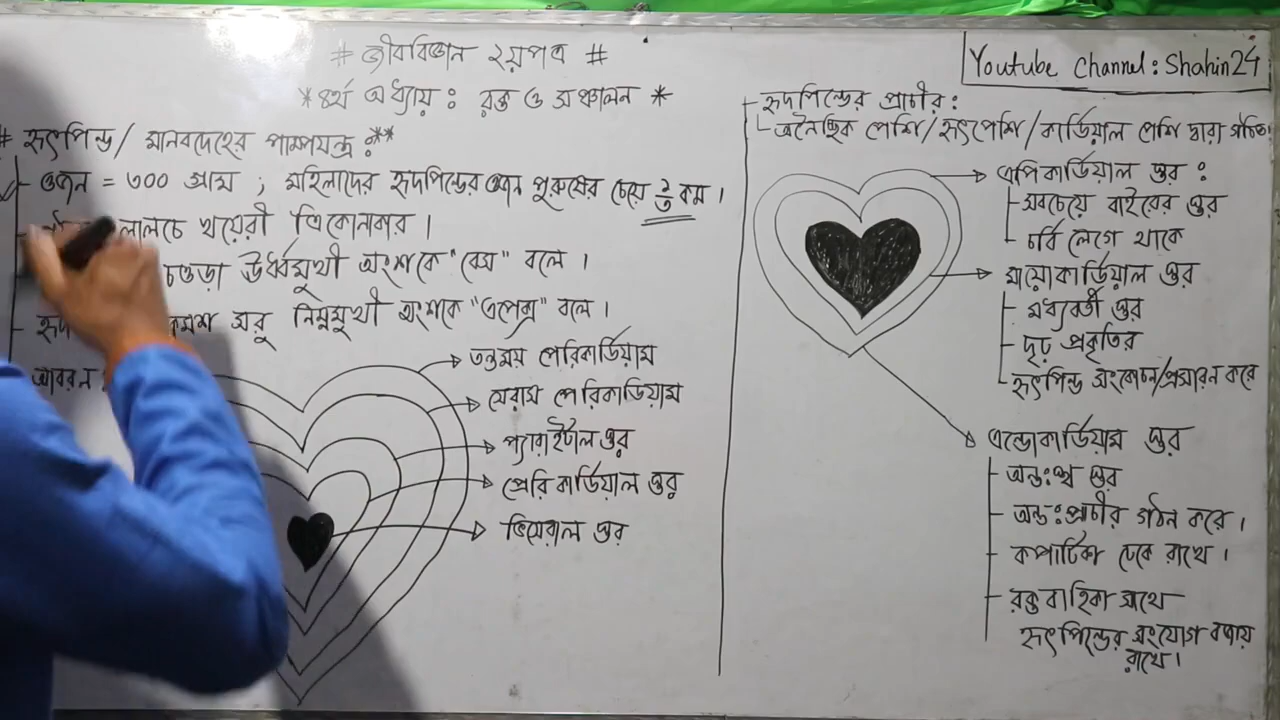 # জীববিজ্ঞান ২য়পত্র #
*৪র্থ অধ্যায়: রক্ত ও সঞ্চালন *
Youtube Channel: Shahin24
# হৃৎপিন্ড/ মানবদেহের পাম্পযন্ত্র:**
ওজন = ৩০০ গ্রাম ; মহিলাদের হৃদপিন্ডের ওজন পুরুষের চেয়ে ১/৩ কম।
লালচে খয়েরী ত্রিকোনাকার।
চওড়া ঊর্ধ্বমুখী অংশকে "বেস" বলে।
সরু নিম্নমুখী অংশকে "এপেক্স" বলে।
আবরন :
তন্তুময় পেরিকার্ডিয়াম
সেরাস পেরিকার্ডিয়াম
প্যারাইটাল স্তর
পেরিকার্ডিয়াল স্তর
ভিসেরাল স্তর
হৃদপিন্ডের প্রাচীর:
অনৈচ্ছিক পেশি/হৃৎপেশি/কার্ডিয়াল পেশি দ্বারা গঠিত।
এপিকার্ডিয়াল স্তর :
সবচেয়ে বাইরের স্তর
চর্বি লেগে থাকে
মায়োকার্ডিয়াল স্তর
মধ্যবর্তী স্তর
দৃঢ় প্রকৃতির
হৃৎপিন্ড সংকোচন/প্রসারন করে
এন্ডোকার্ডিয়াম স্তর
অন্তঃস্থ স্তর
অন্তঃপ্রাচীর গঠন করে।
কপাটিকা ঢেকে রাখে।
রক্তবাহিকা সাথে
হৃৎপিন্ডের সংযোগ বজায়
রাখে।